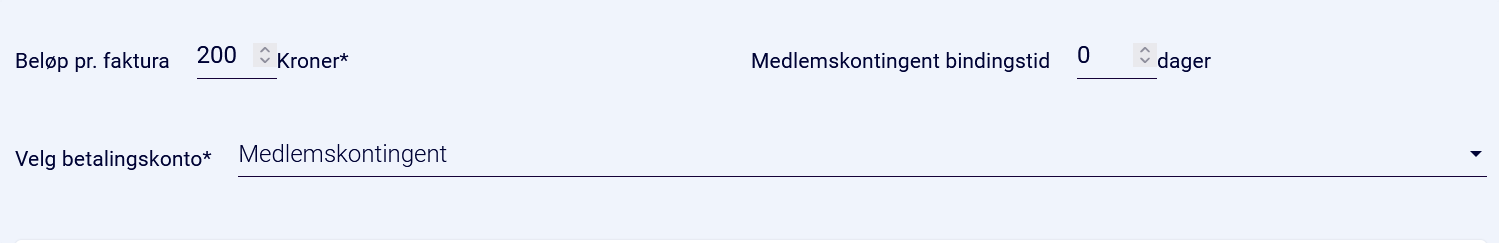 Beløp pr. faktura 200 Kroner* Medlemskontingent bindingstid 0 dager
Velg betalingskonto* Medlemskontingent